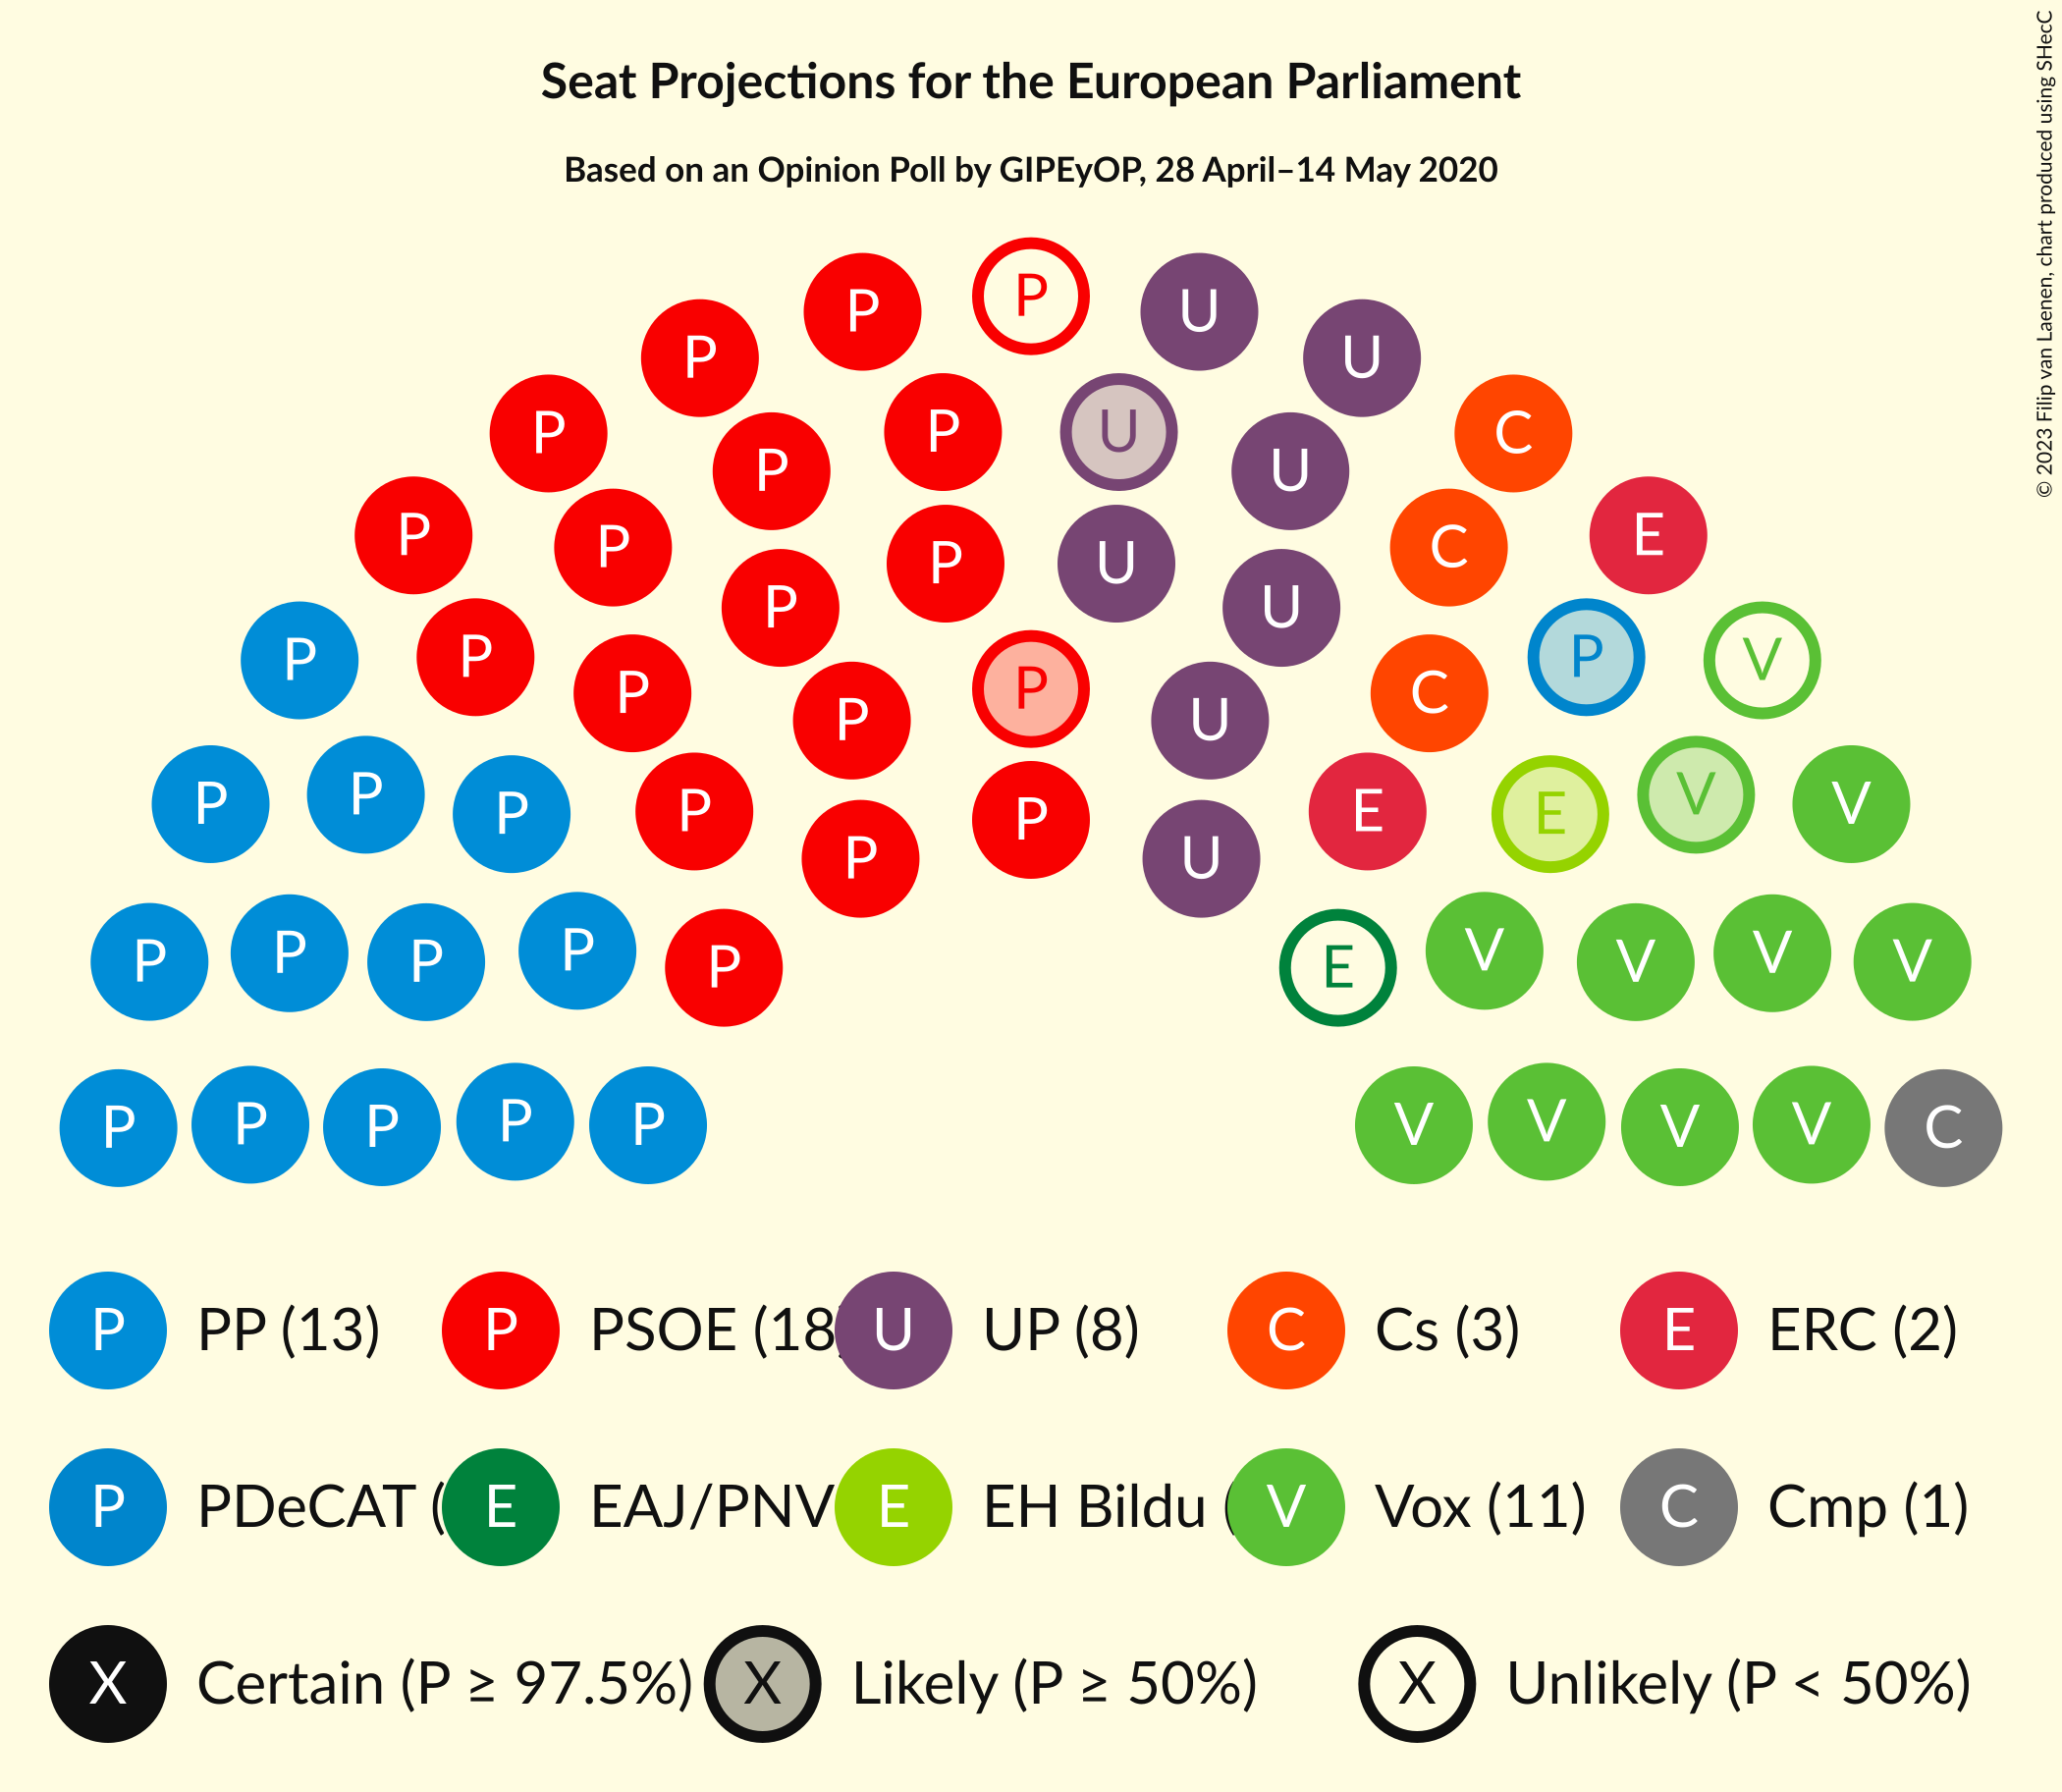 Seat Projections for the European Parliament
Based on an Opinion Poll by GIPEyOP, 28 April–14 May 2020
© 2023 Filip van Laenen, chart produced using SHecC
P
P P U
P U
P P U C
P U
P P C
P E
P P U
P U
P P P V
P P C
P U
P P E
P P P E V V
P P U
P P P P V V V V
P E
P P P P P V V V V C
P PP (13) P PSOE (18 U UP (8) C Cs (3) E ERC (2)
P PDeCAT ( E EAJ/PNV E EH Bildu ( V Vox (11) C Cmp (1)
X Certain (P ≥ 97.5%) X Likely (P ≥ 50%) X Unlikely (P < 50%)